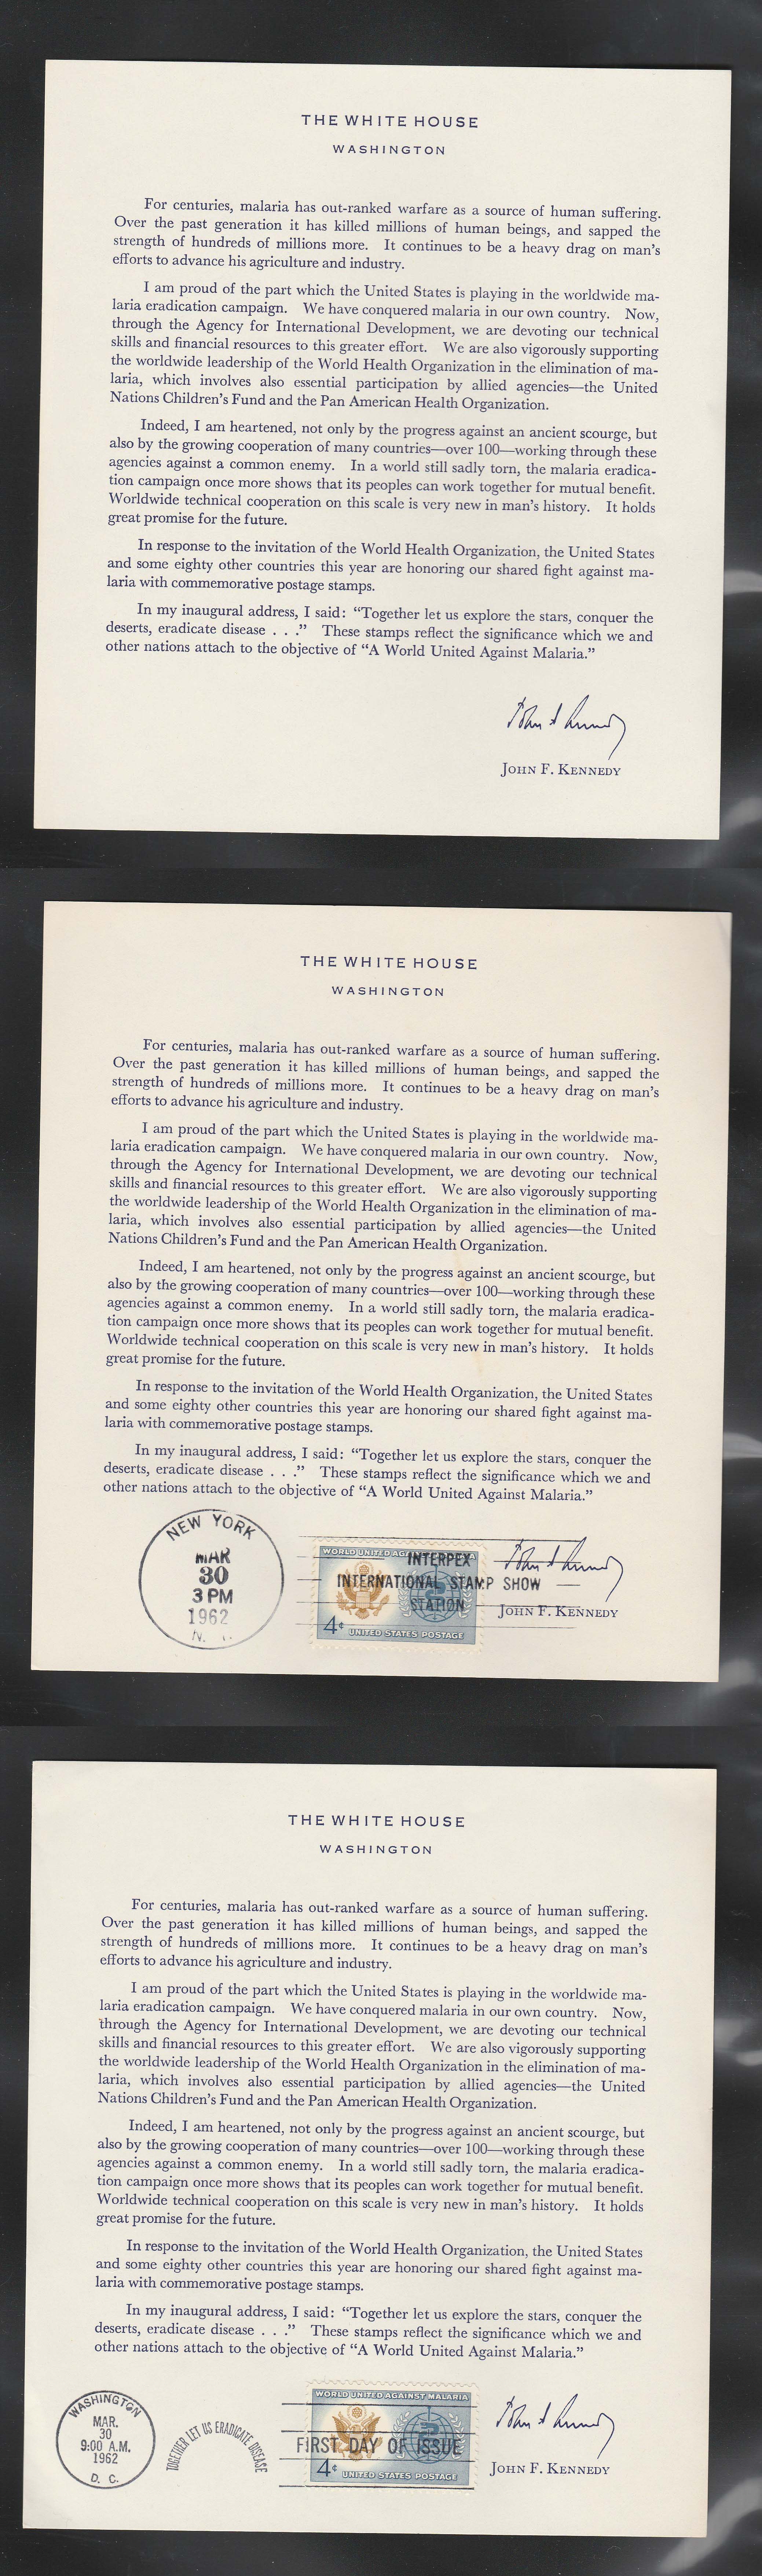 THE WHITE HOUSE
WASHINGTON
For centuries, malaria has out-ranked warfare as a source of human suffering.
Over the past generation it has killed millions of human beings, and sapped the
strength of hundreds of millions more. It continues to be a heavy drag on man's
efforts to advance his agriculture and industry.
I am proud of the part which the United States is playing in the worldwide ma-
laria eradication campaign. We have conquered malaria in our own country. Now,
through the Agency for International Development, we are devoting our technical
skills and financial resources to this greater effort. We are also vigorously supporting
the worldwide leadership of the World Health Organization in the elimination of ma-
laria, which involves also essential participation by allied agencies—the United
Nations Children's Fund and the Pan American Health Organization.
Indeed, I am heartened, not only by the progress against an ancient scourge, but
also by the growing cooperation of many countries—over 100—working through these
agencies against a common enemy. In a world still sadly torn, the malaria eradica-
tion campaign once more shows that its peoples can work together for mutual benefit.
Worldwide technical cooperation on this scale is very new in man's history. It holds
great promise for the future.
In response to the invitation of the World Health Organization, the United States
and some eighty other countries this year are honoring our shared fight against ma-
laria with commemorative postage stamps.
In my inaugural address, I said: "Together let us explore the stars, conquer the
deserts, eradicate disease . . ." These stamps reflect the significance which we and
other nations attach to the objective of "A World United Against Malaria."
JOHN F. KENNEDY
THE WHITE HOUSE
WASHINGTON
For centuries, malaria has out-ranked warfare as a source of human suffering.
Over the past generation it has killed millions of human beings, and sapped the
strength of hundreds of millions more. It continues to be a heavy drag on man's
efforts to advance his agriculture and industry.
I am proud of the part which the United States is playing in the worldwide ma-
laria eradication campaign. We have conquered malaria in our own country. Now,
through the Agency for International Development, we are devoting our technical
skills and financial resources to this greater effort. We are also vigorously supporting
the worldwide leadership of the World Health Organization in the elimination of ma-
laria, which involves also essential participation by allied agencies—the United
Nations Children's Fund and the Pan American Health Organization.
Indeed, I am heartened, not only by the progress against an ancient scourge, but
also by the growing cooperation of many countries—over 100—working through these
agencies against a common enemy. In a world still sadly torn, the malaria eradica-
tion campaign once more shows that its peoples can work together for mutual benefit.
Worldwide technical cooperation on this scale is very new in man's history. It holds
great promise for the future.
In response to the invitation of the World Health Organization, the United States
and some eighty other countries this year are honoring our shared fight against ma-
laria with commemorative postage stamps.
In my inaugural address, I said: "Together let us explore the stars, conquer the
deserts, eradicate disease . . ." These stamps reflect the significance which we and
other nations attach to the objective of "A World United Against Malaria."
NEW YORK
MAR
30
3 PM
1962
N.
WORLD UNITED AGAINST MALARIA
INTERPEX
INTERNATIONAL STAMP SHOW
STATION
4¢ UNITED STATES POSTAGE
JOHN F. KENNEDY
THE WHITE HOUSE
WASHINGTON
For centuries, malaria has out-ranked warfare as a source of human suffering.
Over the past generation it has killed millions of human beings, and sapped the
strength of hundreds of millions more. It continues to be a heavy drag on man's
efforts to advance his agriculture and industry.
I am proud of the part which the United States is playing in the worldwide ma-
laria eradication campaign. We have conquered malaria in our own country. Now,
through the Agency for International Development, we are devoting our technical
skills and financial resources to this greater effort. We are also vigorously supporting
the worldwide leadership of the World Health Organization in the elimination of ma-
laria, which involves also essential participation by allied agencies—the United
Nations Children's Fund and the Pan American Health Organization.
Indeed, I am heartened, not only by the progress against an ancient scourge, but
also by the growing cooperation of many countries—over 100—working through these
agencies against a common enemy. In a world still sadly torn, the malaria eradica-
tion campaign once more shows that its peoples can work together for mutual benefit.
Worldwide technical cooperation on this scale is very new in man's history. It holds
great promise for the future.
In response to the invitation of the World Health Organization, the United States
and some eighty other countries this year are honoring our shared fight against ma-
laria with commemorative postage stamps.
In my inaugural address, I said: "Together let us explore the stars, conquer the
deserts, eradicate disease . . ." These stamps reflect the significance which we and
other nations attach to the objective of "A World United Against Malaria."
WASHINGTON
MAR.
30
9:00 A.M.
1962
D. C.
TOGETHER LET US ERADICATE DISEASE
WORLD UNITED AGAINST MALARIA
FIRST DAY OF ISSUE
4¢ UNITED STATES POSTAGE
JOHN F. KENNEDY